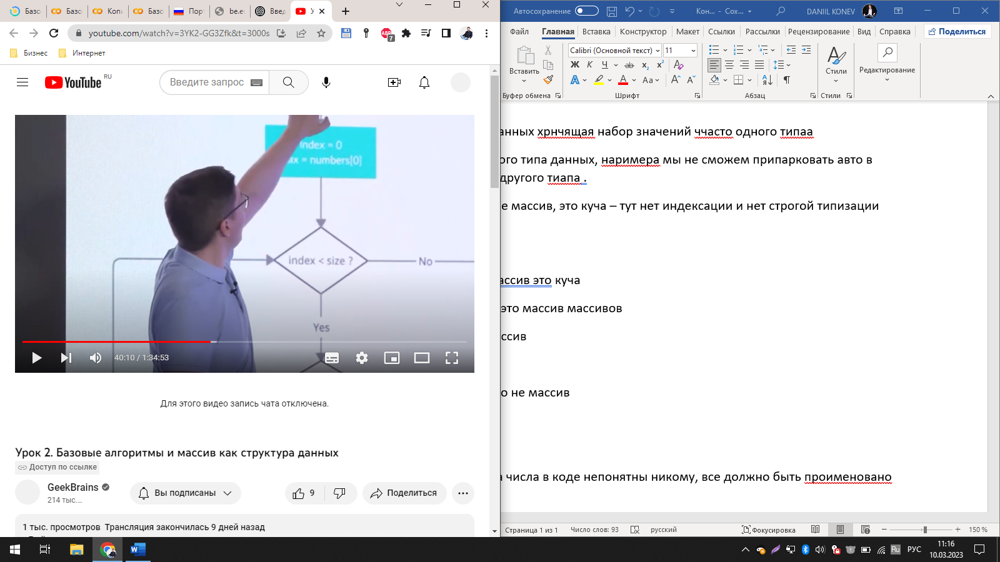 Базо
Базо
Копи
Базо
Пор
be.e
Введ
У
youtube.com/watch?v=3YK2-GG3Zfk&t=3000s
ABP
7
Бизнес
Интернет
YouTube RU
Введите запрос
index = 0
ax = numbers[0]
index < size ?
No
Yes
40:10 / 1:34:53
Для этого видео запись чата отключена.
Урок 2. Базовые алгоритмы и массив как структура данных
Доступ по ссылке
GeekBrains
214 тыс....
Вы подписаны
9
Поделиться
1 тыс. просмотров Трансляция закончилась 9 дней назад
Автосохранение
Кон... - Сох...
DANIIL KONEV
Файл Главная Вставка Конструктор Макет Ссылки Рассылки Рецензирование Вид Справка Поделиться
Вставить
Буфер обмена
Calibri (Основной текст) 11
Ж К Ч ab x₂ x²
Aa
Шрифт
Абзац
Стили
Стили
Редактирование
анных хрнчящая набор значений ччасто одного типаа
ого типа данных, наримера мы не сможем припарковать авто в
другого тиапа .
е массив, это куча – тут нет индексации и нет строгой типизации
ассив это куча
это массив массивов
ссив
о не массив
а числа в коде непонятны никому, все должно быть проименовано
Страница 1 из 1 Число слов: 93 русский Фокусировка 150 %
Ru РУС
11:16
10.03.2023